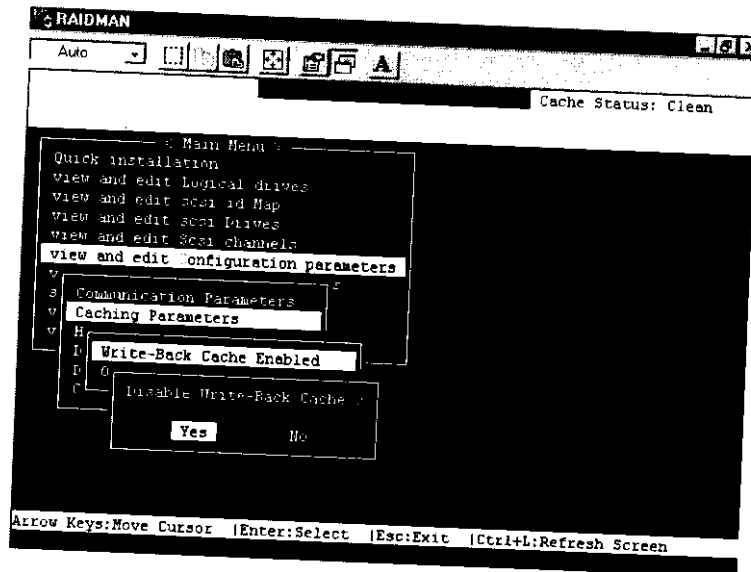 RAIDMAN
Auto
A
Cache Status: Clean
Main Menu
Quick installation
view and edit Logical drives
view and edit scsi id Map
view and edit scsi Drives
view and edit Scsi channels
view and edit Configuration parameters
v s
s Communication Parameters
v Caching Parameters
v H
D Write-Back Cache Enabled
D O
C Disable Write-Back Cache ?
Yes No
Arrow Keys:Move Cursor |Enter:Select |Esc:Exit |Ctrl+L:Refresh Screen